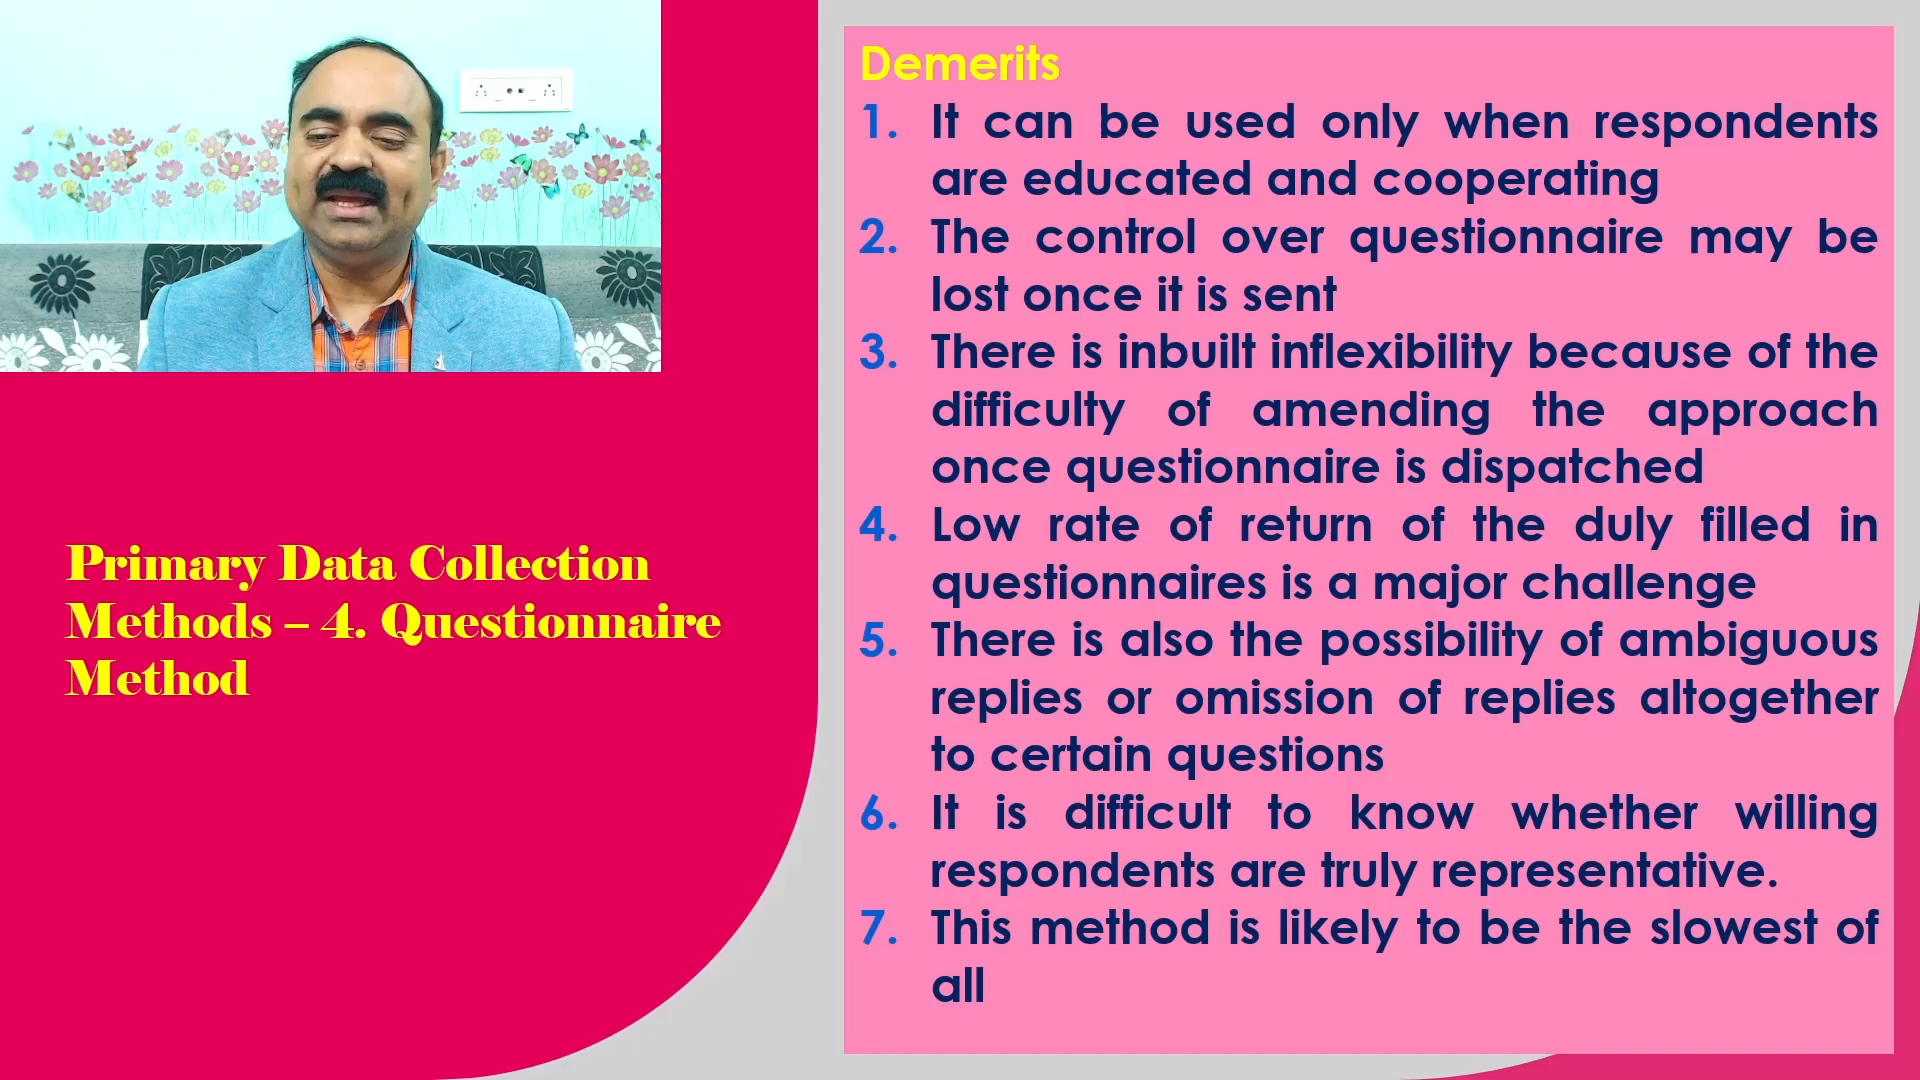 Primary Data Collection
Methods – 4. Questionnaire
Method
Demerits
1. It can be used only when respondents
are educated and cooperating
2. The control over questionnaire may be
lost once it is sent
3. There is inbuilt inflexibility because of the
difficulty of amending the approach
once questionnaire is dispatched
4. Low rate of return of the duly filled in
questionnaires is a major challenge
5. There is also the possibility of ambiguous
replies or omission of replies altogether
to certain questions
6. It is difficult to know whether willing
respondents are truly representative.
7. This method is likely to be the slowest of
all